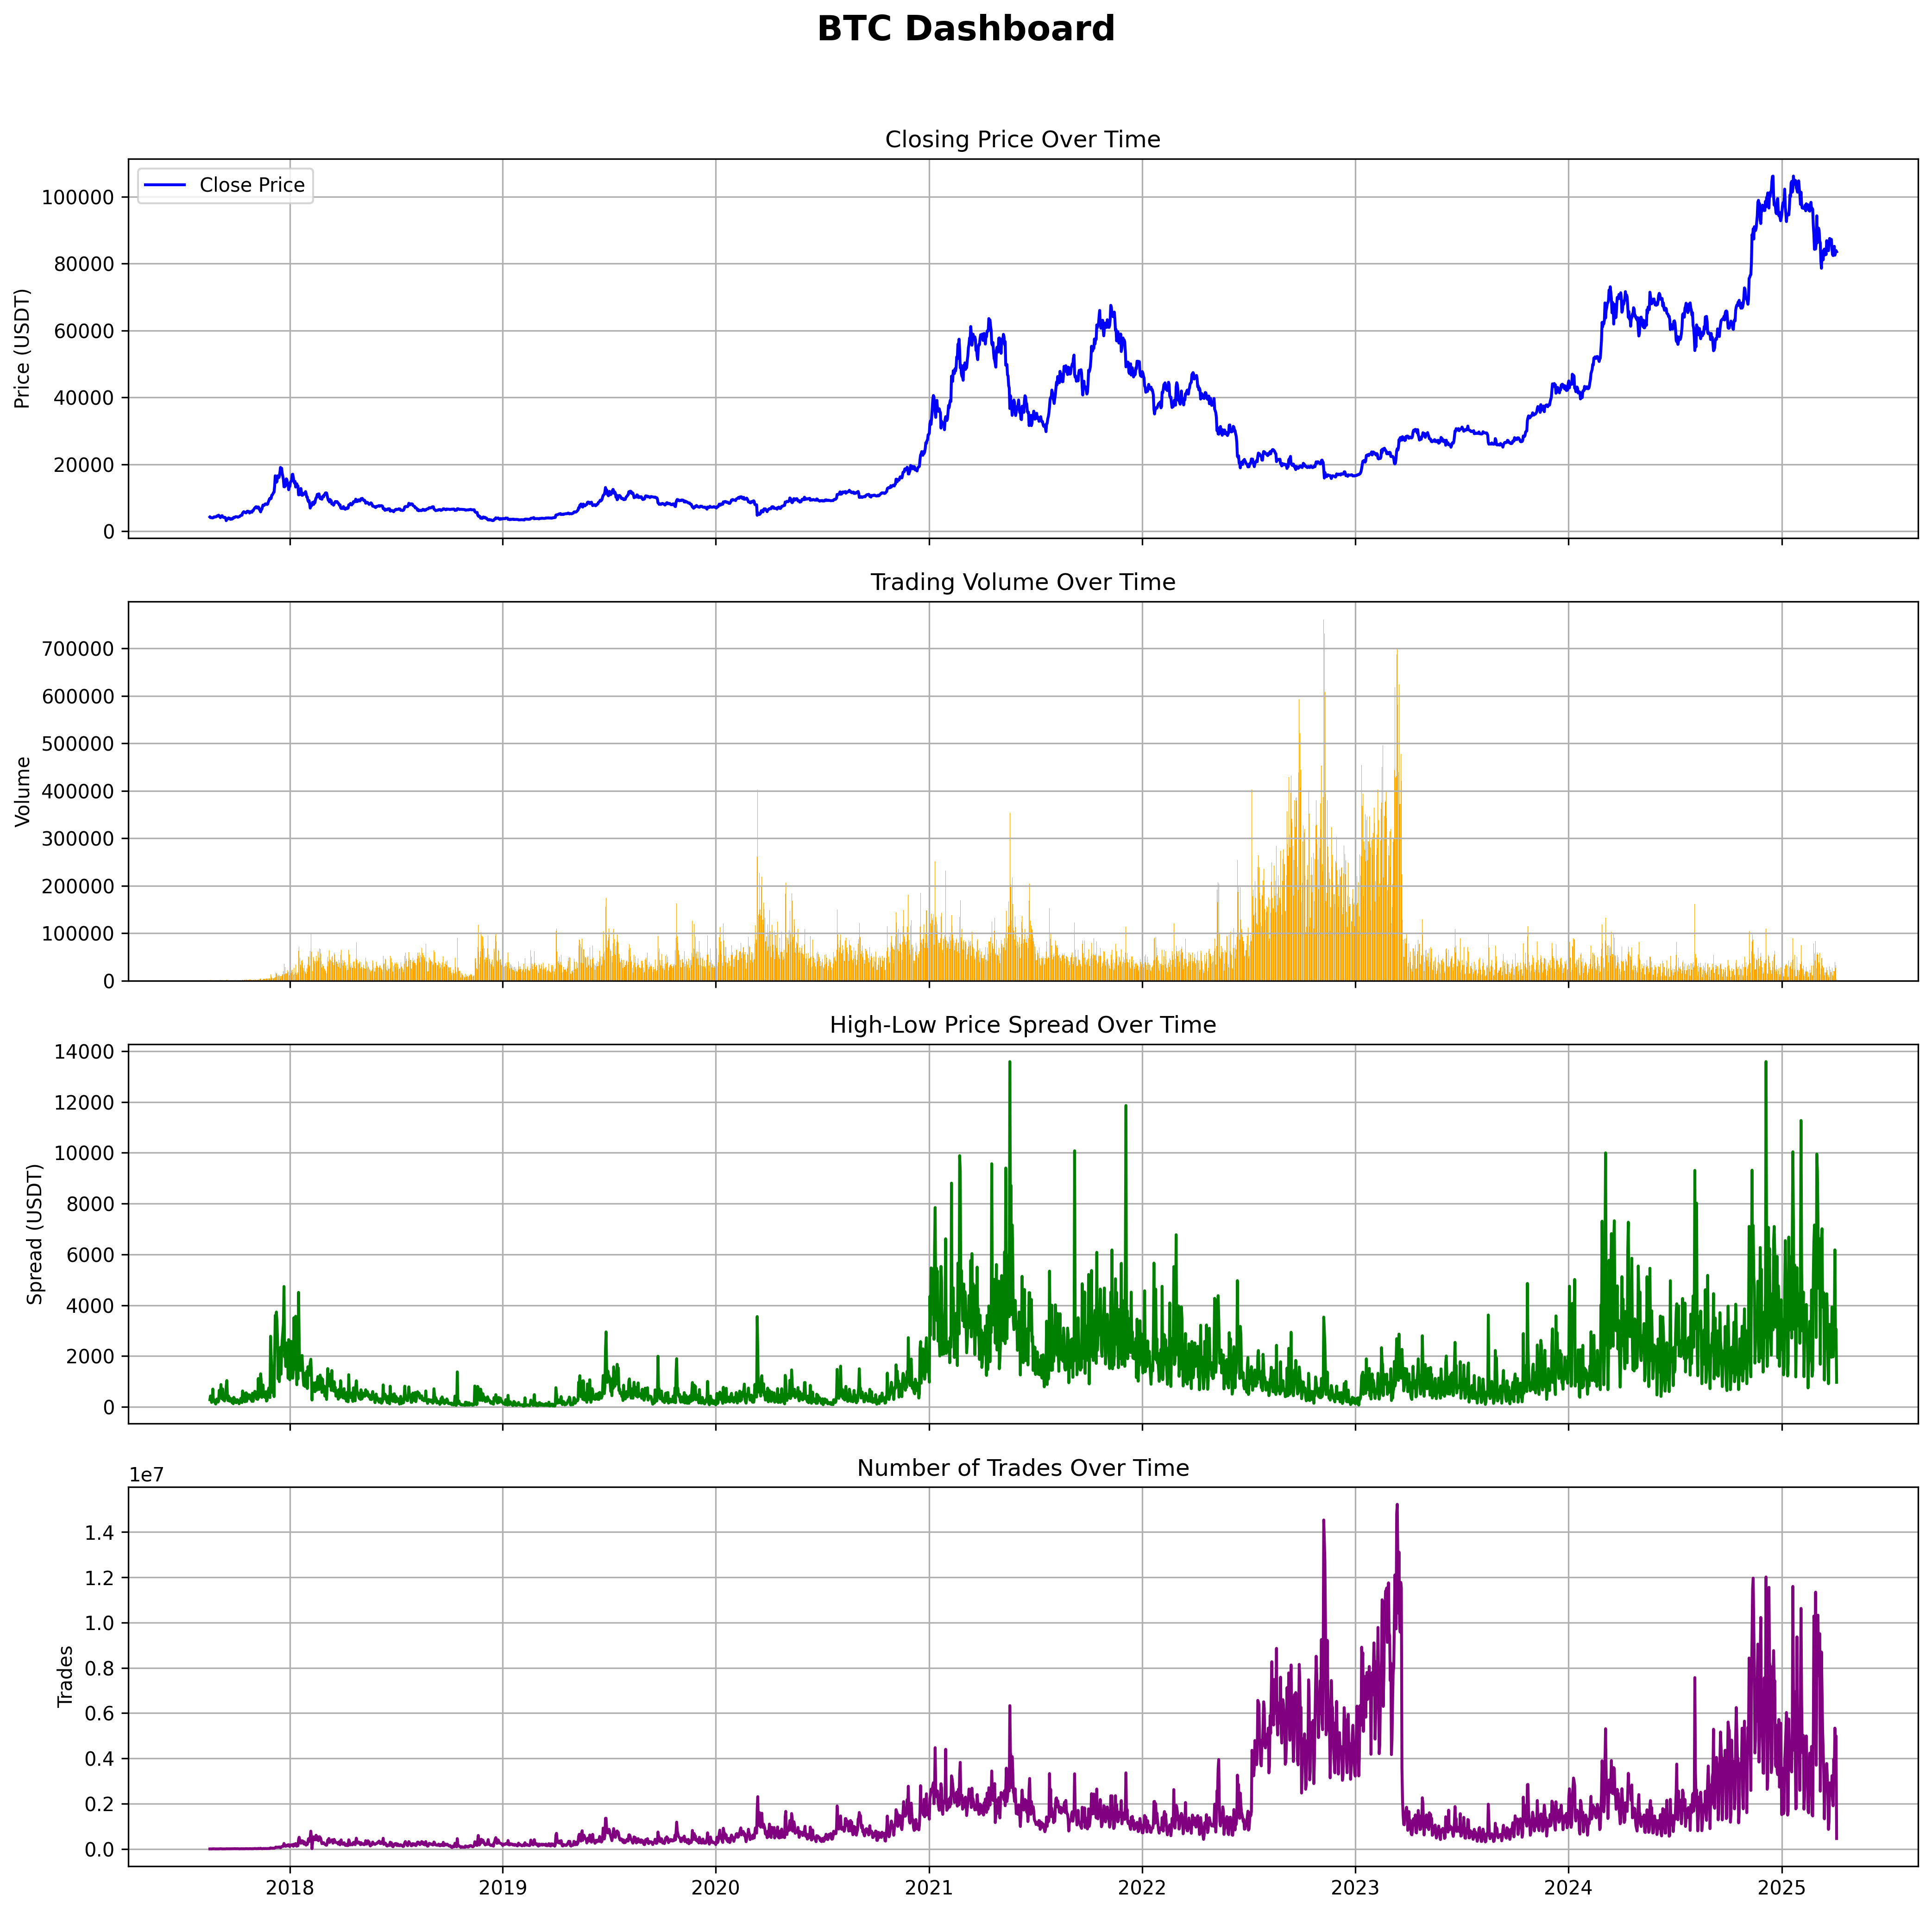 BTC Dashboard
Closing Price Over Time
Close Price
Price (USDT)
100000
80000
60000
40000
20000
0
Trading Volume Over Time
Volume
700000
600000
500000
400000
300000
200000
100000
0
High-Low Price Spread Over Time
Spread (USDT)
14000
12000
10000
8000
6000
4000
2000
0
Number of Trades Over Time
1e7
Trades
1.4
1.2
1.0
0.8
0.6
0.4
0.2
0.0
2018 2019 2020 2021 2022 2023 2024 2025